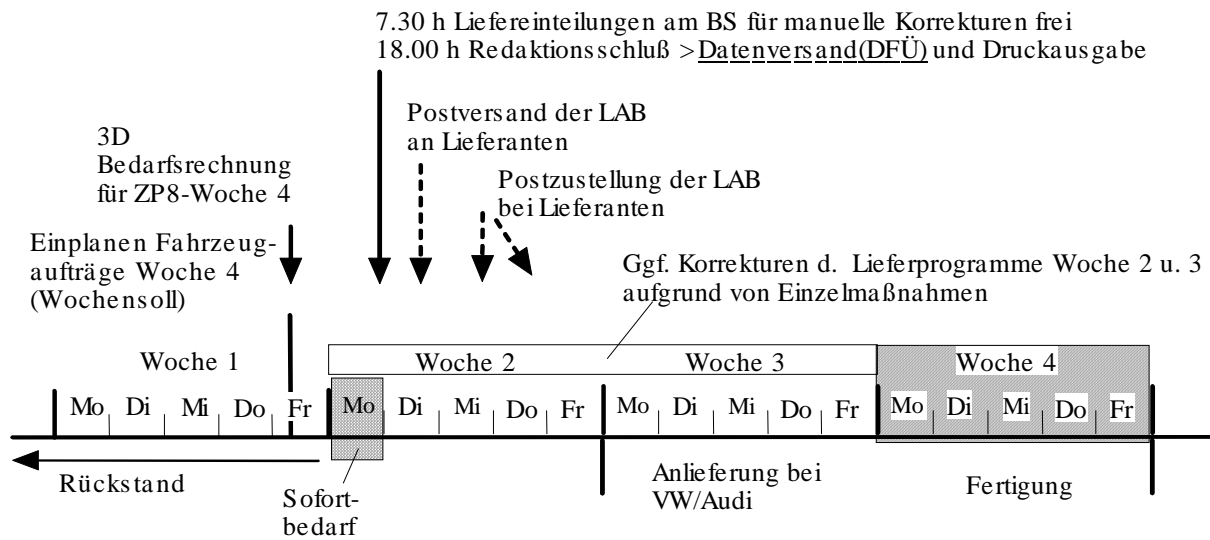 7.30 h Liefereinteilungen am BS für manuelle Korrekturen frei
18.00 h Redaktionsschluß >Datenversand(DFÜ) und Druckausgabe
Postversand der LAB
an Lieferanten
3D
Bedarfsrechnung
für ZP8-Woche 4
Postzustellung der LAB
bei Lieferanten
Einplanen Fahrzeug-
aufträge Woche 4
(Wochensoll)
Ggf. Korrekturen d. Lieferprogramme Woche 2 u. 3
aufgrund von Einzelmaßnahmen
Woche 1 Woche 2 Woche 3 Woche 4
Mo Di Mi Do Fr Mo Di Mi Do Fr Mo Di Mi Do Fr Mo Di Mi Do Fr
Rückstand
Sofort-
bedarf
Anlieferung bei
VW/Audi
Fertigung